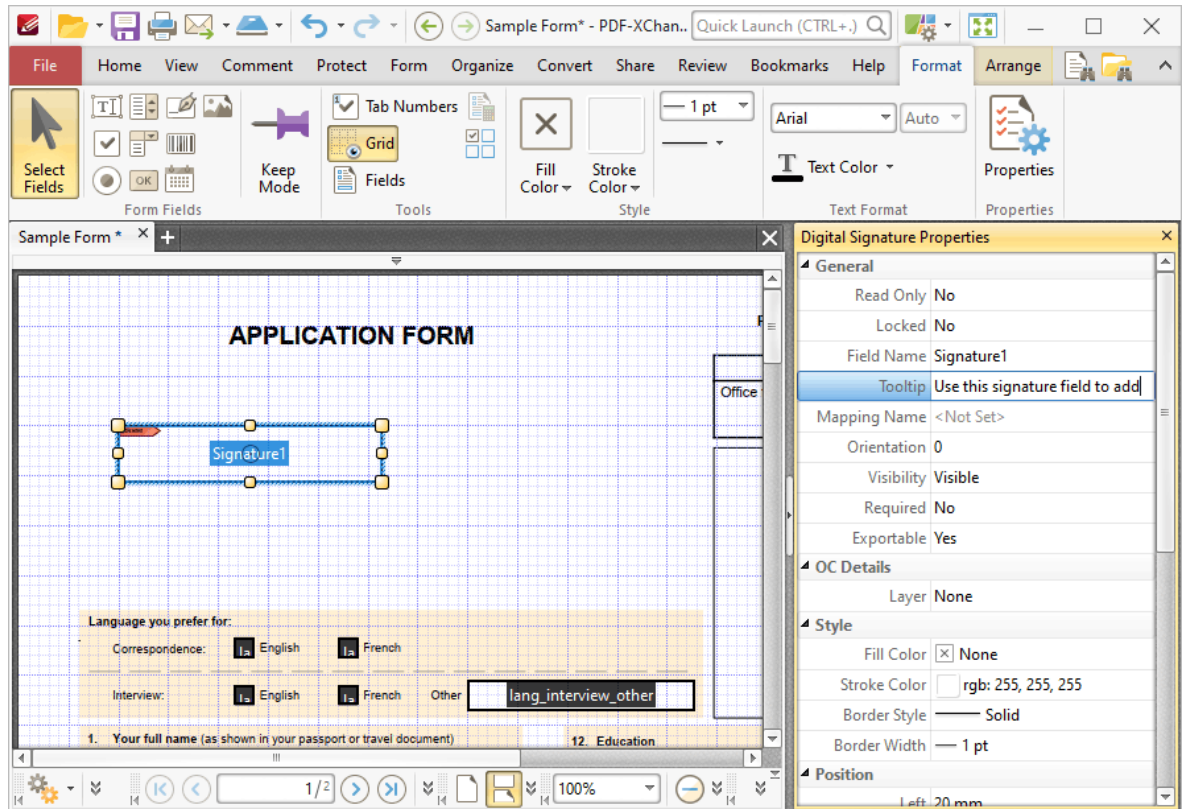 Sample Form* - PDF-XChan..
Quick Launch (CTRL+.)
File Home View Comment Protect Form Organize Convert Share Review Bookmarks Help Format Arrange
Select Fields
OK
Form Fields
Keep Mode
Tab Numbers
Grid
Fields
Tools
Fill Color
Stroke Color
1 pt
Style
Arial
Auto
T Text Color
Text Format
Properties
Properties
Sample Form *
APPLICATION FORM
Signature1
Office
Language you prefer for:
Correspondence: English French
Interview: English French Other lang_interview_other
1. Your full name (as shown in your passport or travel document)
12. Education
1/2
100%
Digital Signature Properties
General
Read Only No
Locked No
Field Name Signature1
Tooltip Use this signature field to add
Mapping Name <Not Set>
Orientation 0
Visibility Visible
Required No
Exportable Yes
OC Details
Layer None
Style
Fill Color None
Stroke Color rgb: 255, 255, 255
Border Style Solid
Border Width 1 pt
Position
Left 20 mm